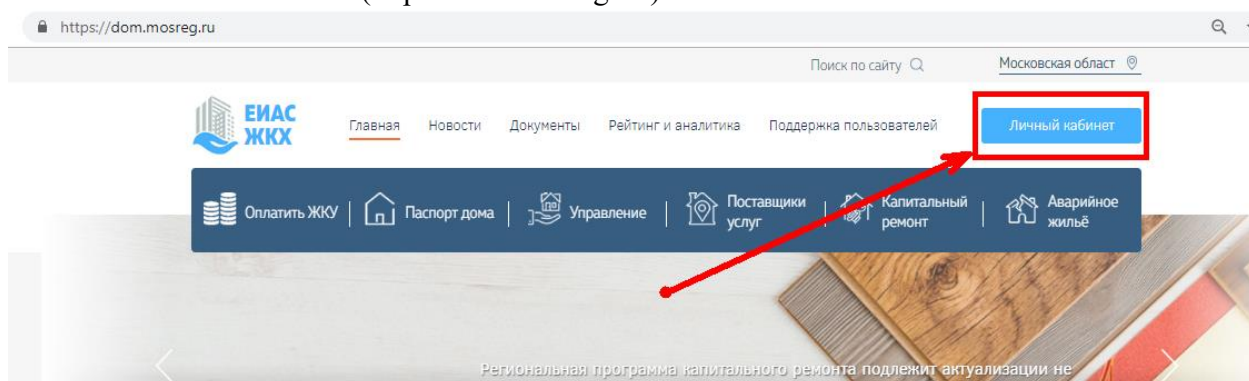 https://dom.mosreg.ru
Поиск по сайту Московская област
ЕИАС
ЖКХ
Главная Новости Документы Рейтинг и аналитика Поддержка пользователей Личный кабинет
Оплатить ЖКУ Паспорт дома Управление Поставщики услуг Капитальный ремонт Аварийное жильё
Региональная программа капитального ремонта подлежит актуализации не